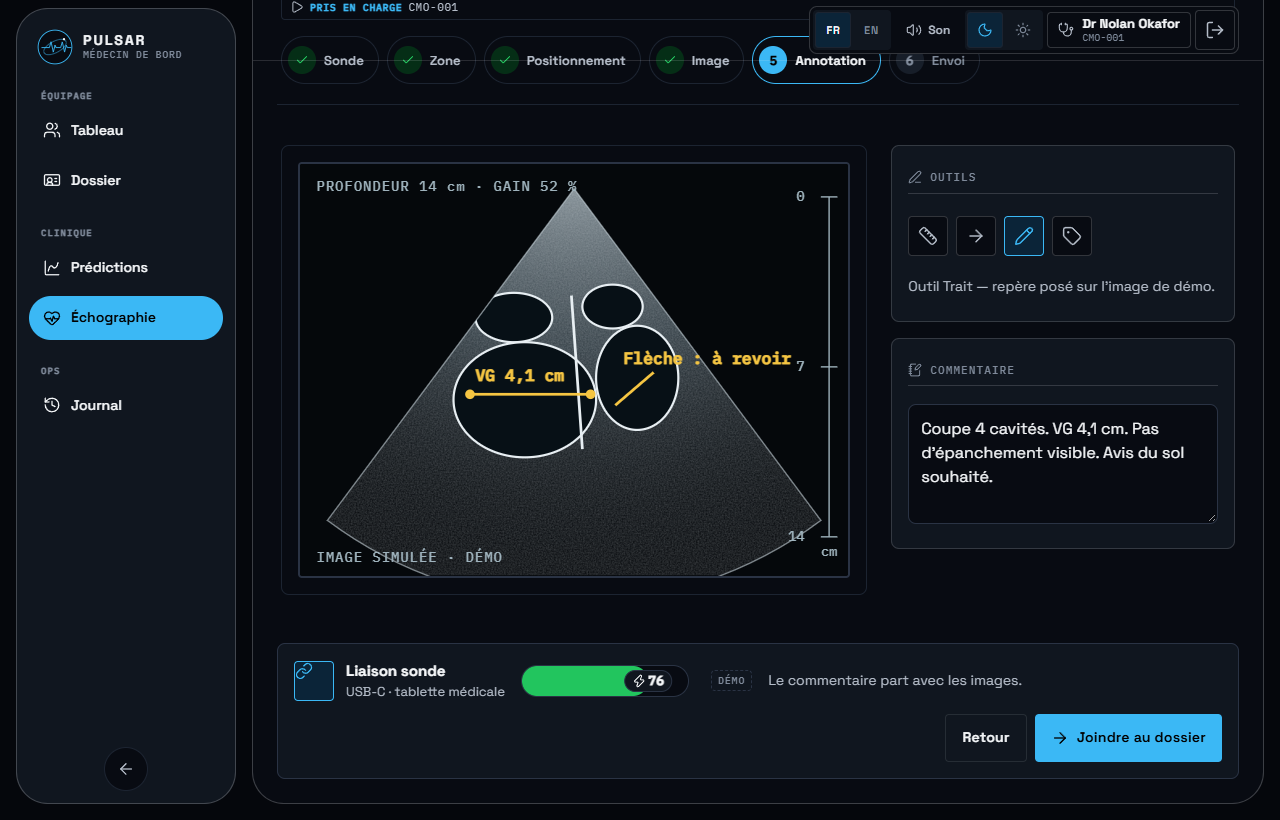 PULSAR
MÉDECIN DE BORD
ÉQUIPAGE
Tableau
Dossier
CLINIQUE
Prédictions
Échographie
OPS
Journal
PRIS EN CHARGE CMO-001
FR
EN
Son
Dr Nolan Okafor
CMO-001
Sonde
Zone
Positionnement
Image
5
Annotation
6
Envoi
PROFONDEUR 14 cm · GAIN 52 %
0
Flèche : à revoir
7
VG 4,1 cm
14
cm
IMAGE SIMULÉE · DÉMO
OUTILS
Outil Trait — repère posé sur l'image de démo.
COMMENTAIRE
Coupe 4 cavités. VG 4,1 cm. Pas
d'épanchement visible. Avis du sol
souhaité.
Liaison sonde
USB-C · tablette médicale
76
DÉMO
Le commentaire part avec les images.
Retour
Joindre au dossier